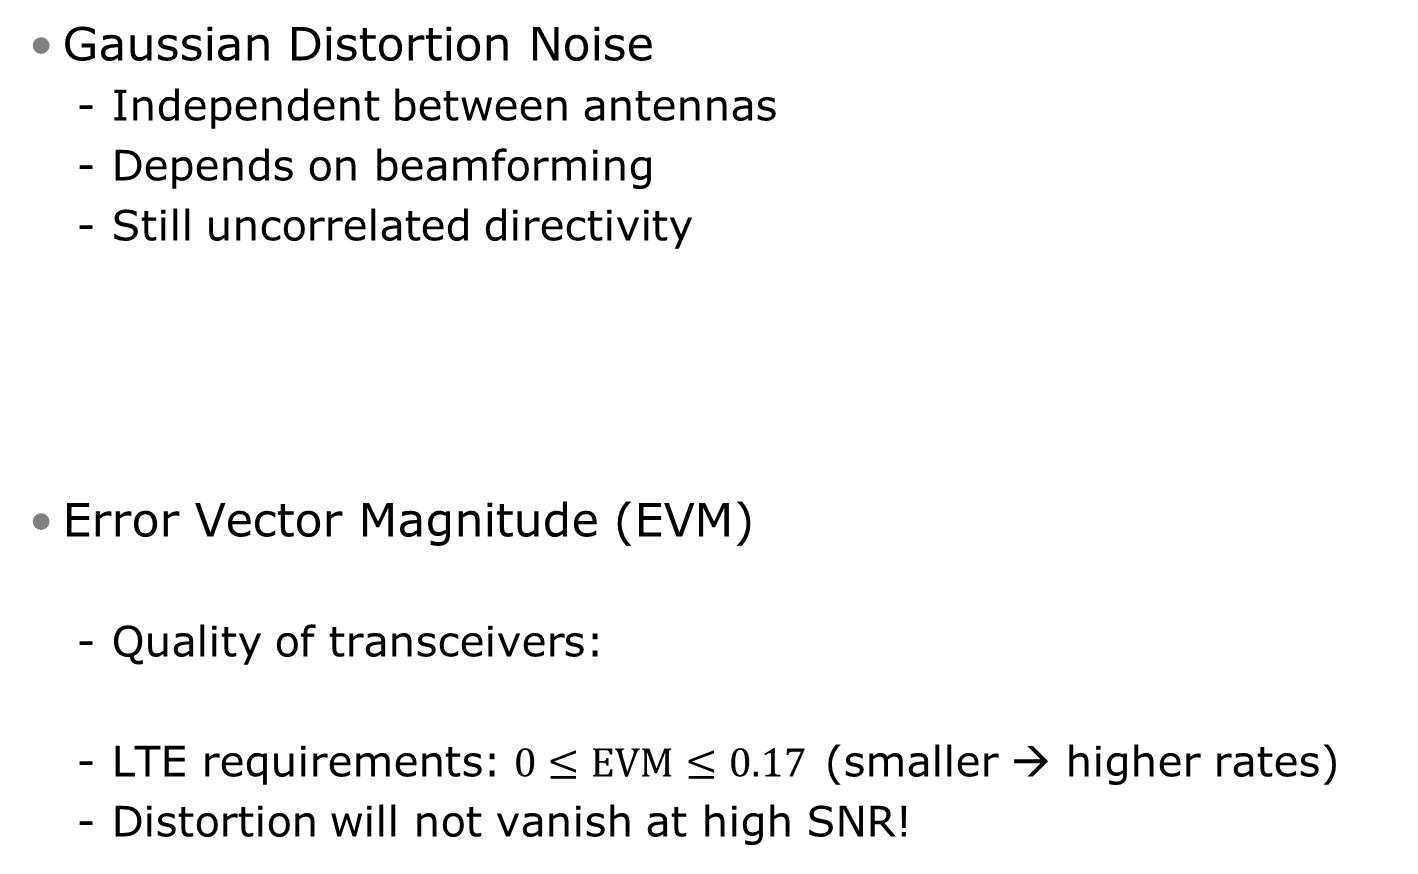 • Gaussian Distortion Noise
- Independent between antennas
- Depends on beamforming
- Still uncorrelated directivity
• Error Vector Magnitude (EVM)
- Quality of transceivers:
- LTE requirements: 0 ≤ EVM ≤ 0.17 (smaller → higher rates)
- Distortion will not vanish at high SNR!